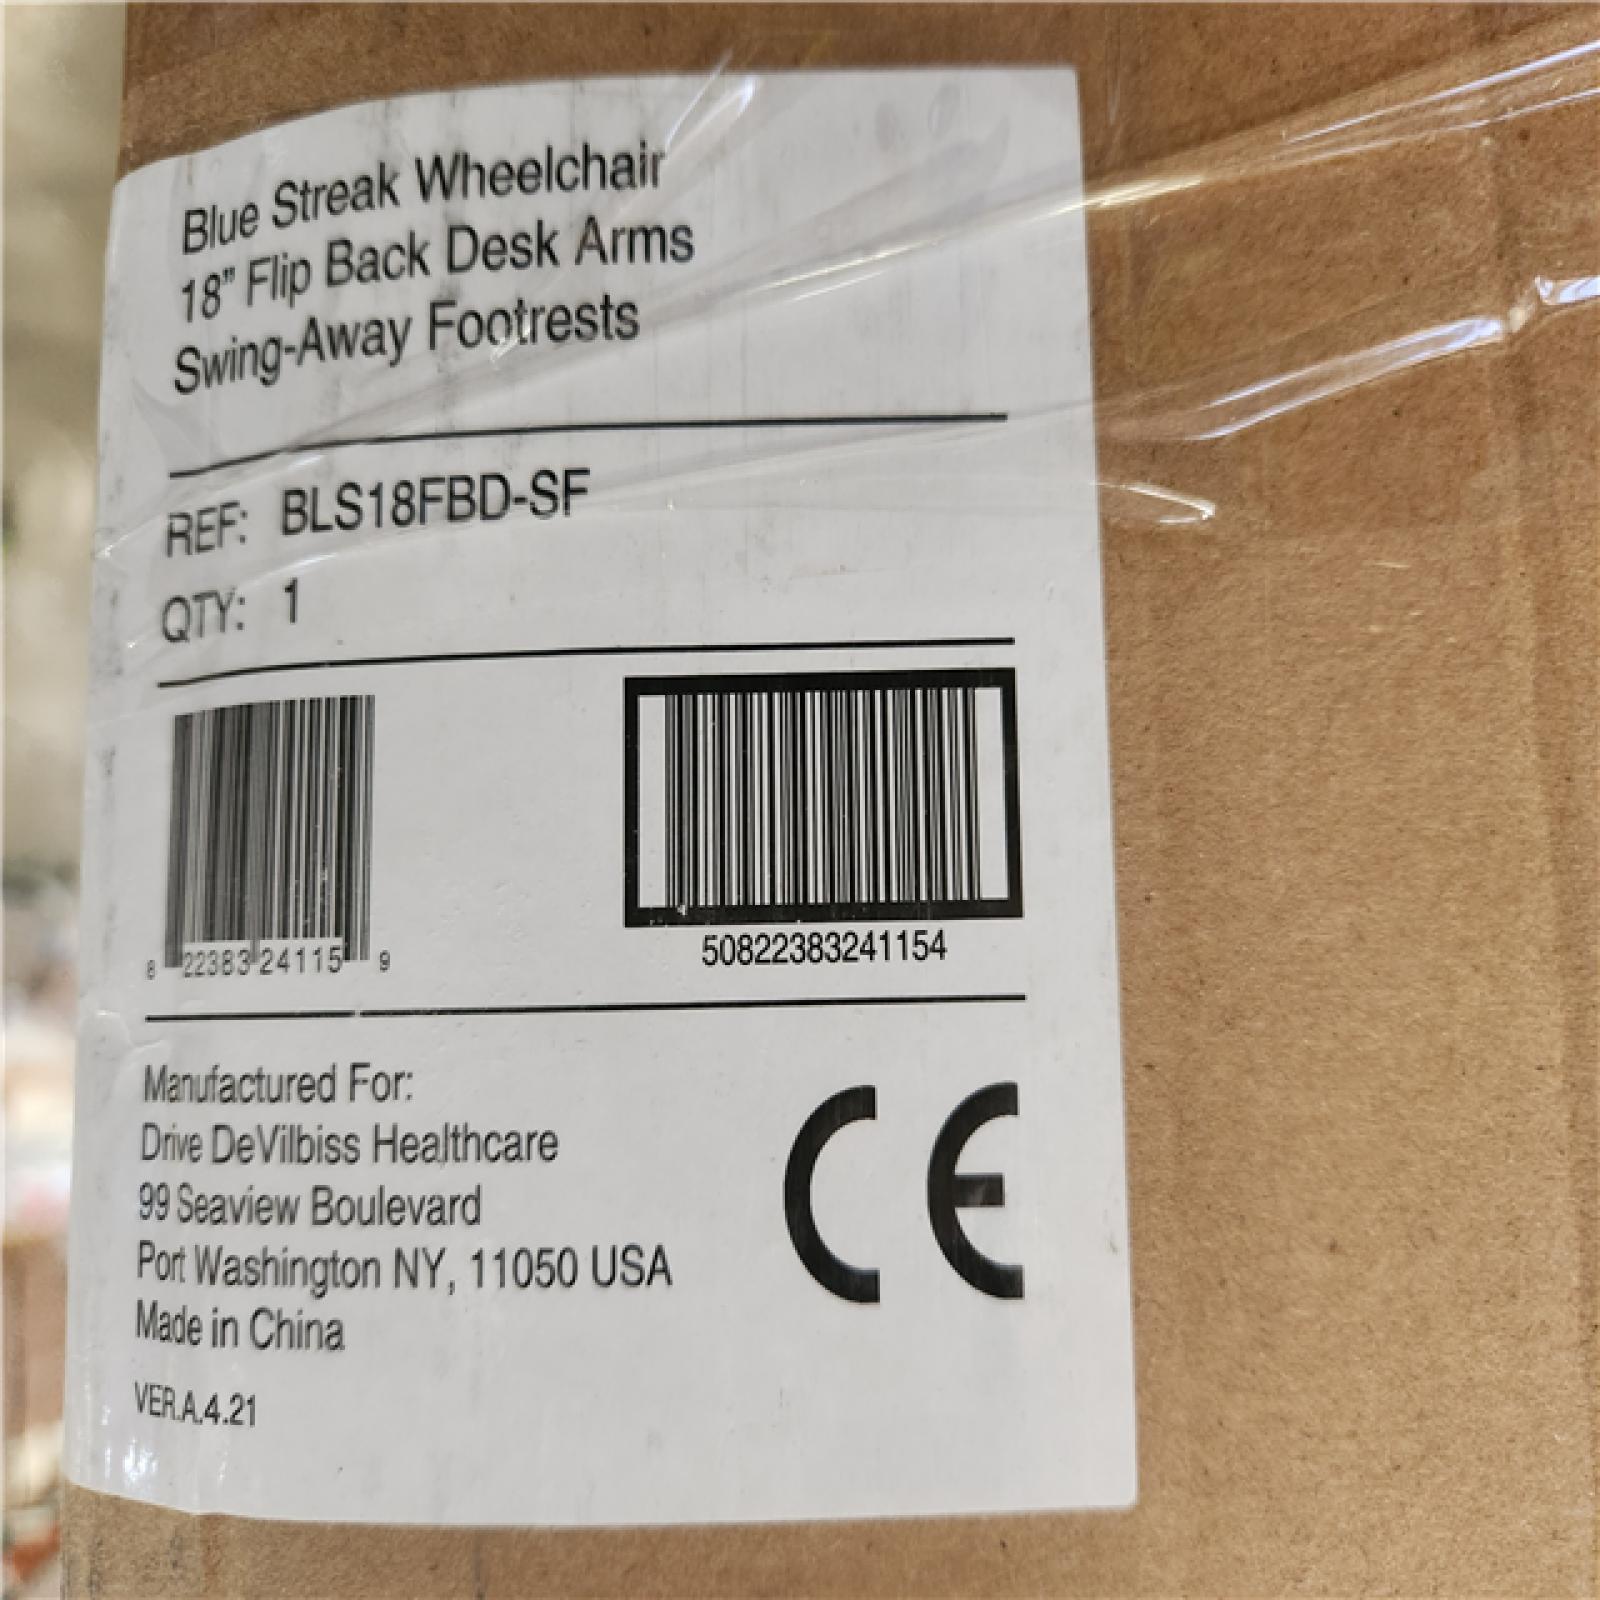 Blue Streak Wheelchair
18" Flip Back Desk Arms
Swing-Away Footrests
REF: BLS18FBD-SF
QTY: 1
8 22383 24115 9
50822383241154
Manufactured For:
Drive DeVilbiss Healthcare
99 Seaview Boulevard
Port Washington NY, 11050 USA
Made in China
CE
VER.A.4.21